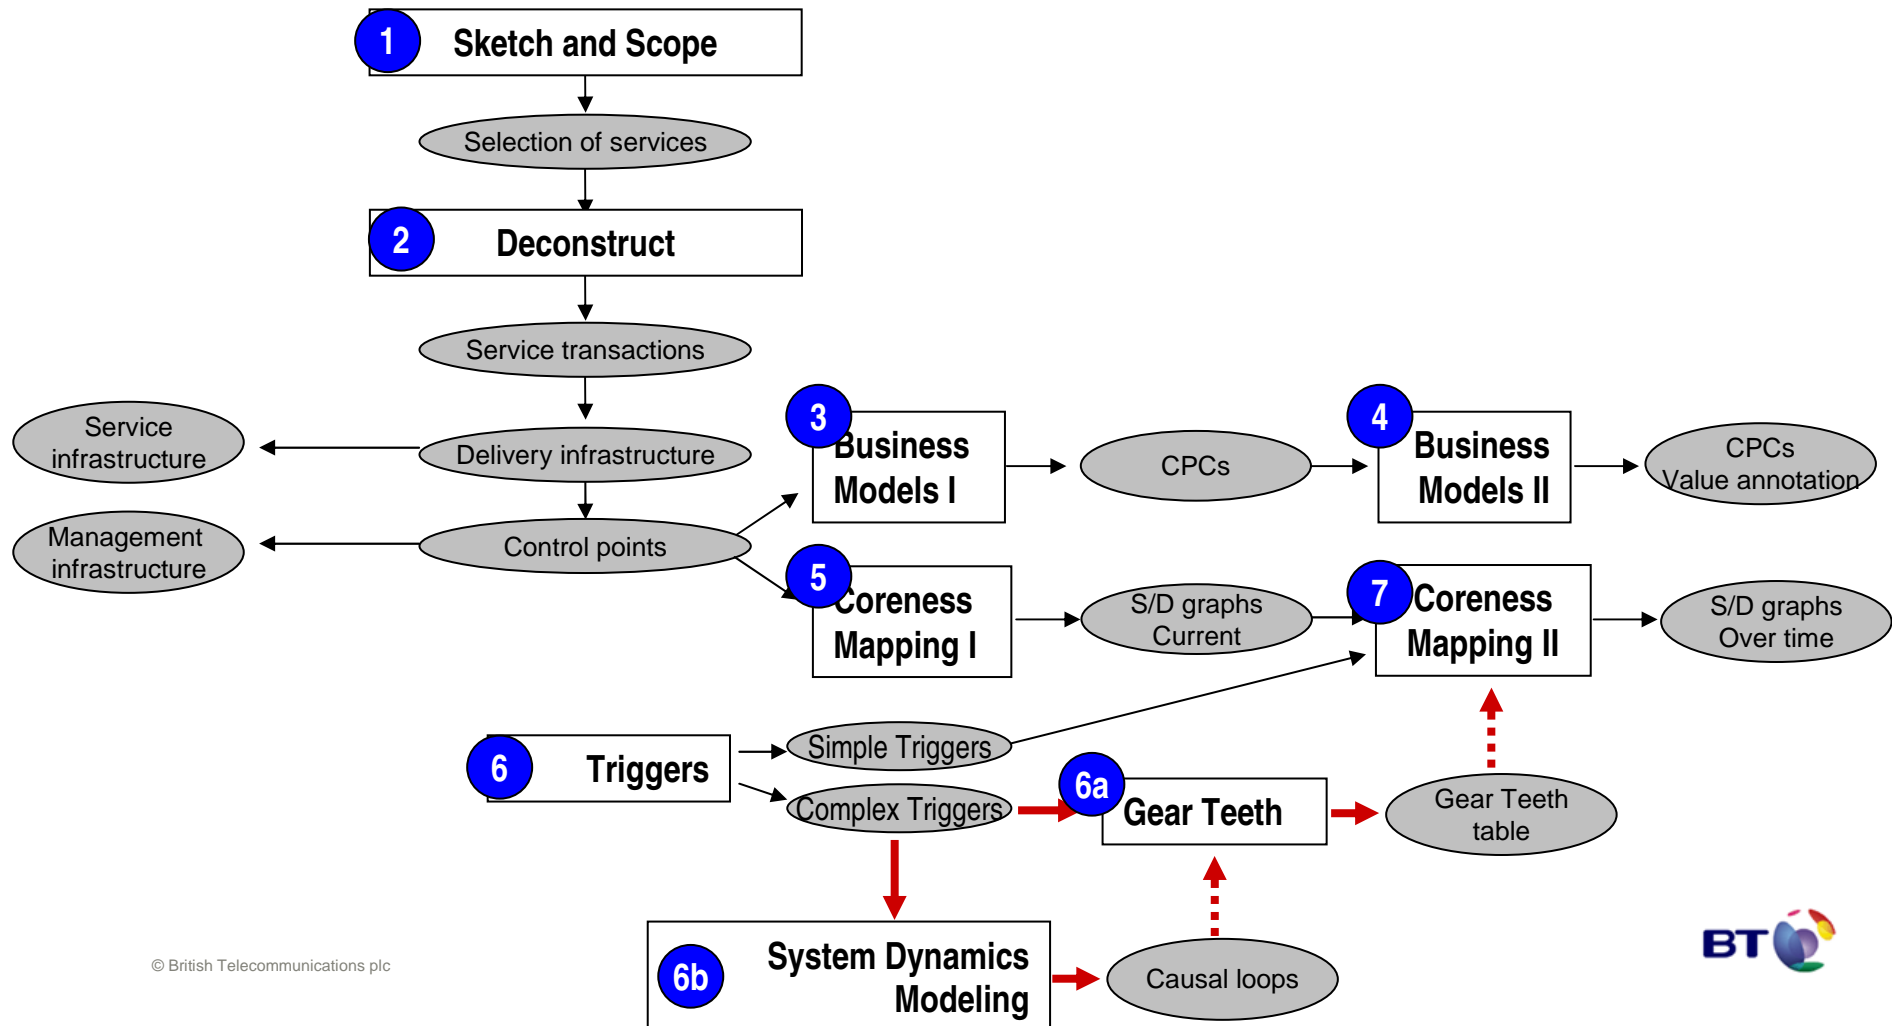 1
Sketch and Scope
Selection of services
2
Deconstruct
Service transactions
Service
infrastructure
Delivery infrastructure
Management
infrastructure
Control points
3
Business
Models I
CPCs
4
Business
Models II
CPCs
Value annotation
5
Coreness
Mapping I
S/D graphs
Current
7
Coreness
Mapping II
S/D graphs
Over time
6
Triggers
Simple Triggers
Complex Triggers
6a
Gear Teeth
Gear Teeth
table
6b
System Dynamics
Modeling
Causal loops
© British Telecommunications plc
BT